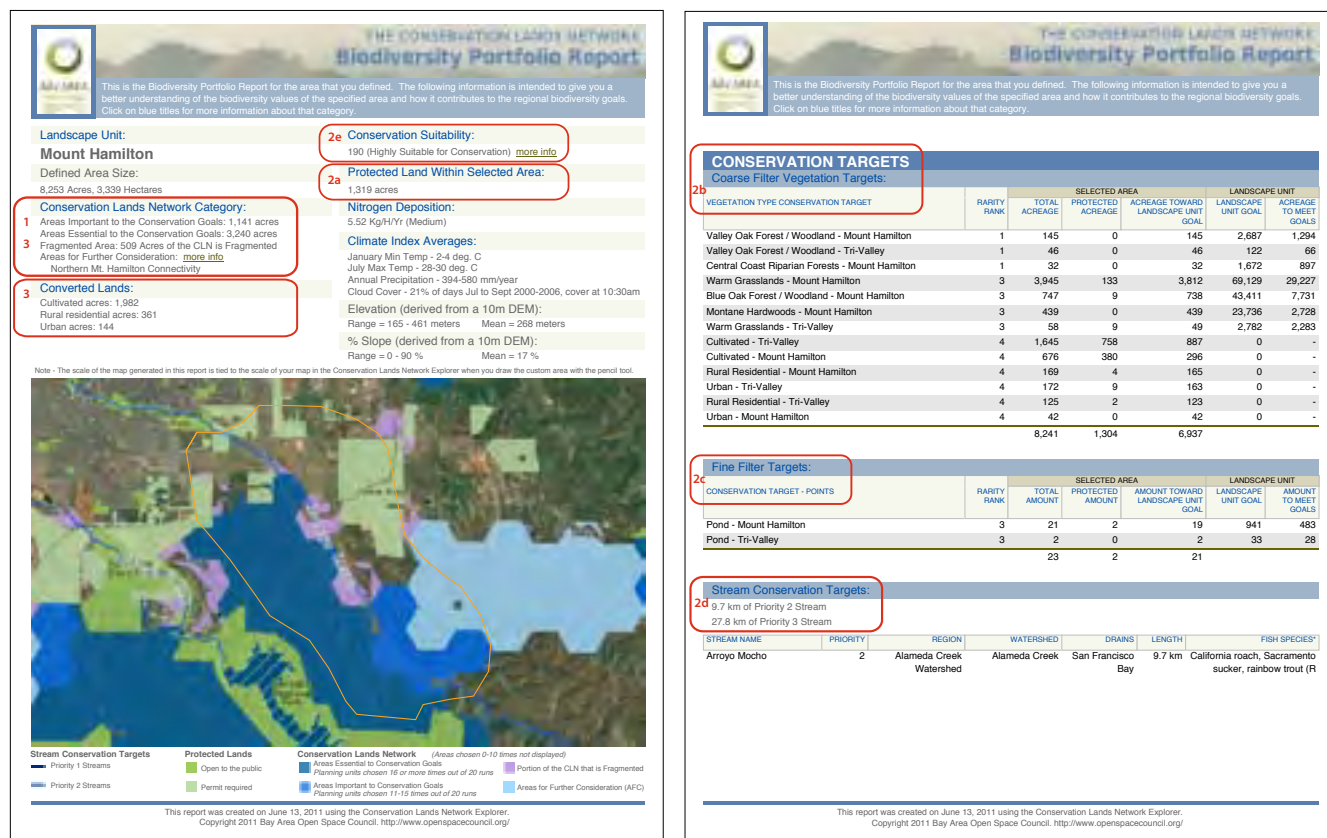 THE CONSERVATION LANDS NETWORK
Biodiversity Portfolio Report
This is the Biodiversity Portfolio Report for the area that you defined. The following information is intended to give you a
better understanding of the biodiversity values of the specified area and how it contributes to the regional biodiversity goals.
Click on blue titles for more information about that category.
Landscape Unit:
Mount Hamilton
Defined Area Size:
8,253 Acres, 3,339 Hectares
1
3
Conservation Lands Network Category:
Areas Important to the Conservation Goals: 1,141 acres
Areas Essential to the Conservation Goals: 3,240 acres
Fragmented Area: 509 Acres of the CLN is Fragmented
Areas for Further Consideration: more info
Northern Mt. Hamilton Connectivity
3
Converted Lands:
Cultivated acres: 1,982
Rural residential acres: 361
Urban acres: 144
2e
Conservation Suitability:
190 (Highly Suitable for Conservation) more info
2a
Protected Land Within Selected Area:
1,319 acres
Nitrogen Deposition:
5.52 Kg/H/Yr (Medium)
Climate Index Averages:
January Min Temp - 2-4 deg. C
July Max Temp - 28-30 deg. C
Annual Precipitation - 394-580 mm/year
Cloud Cover - 21% of days Jul to Sept 2000-2006, cover at 10:30am
Elevation (derived from a 10m DEM):
Range = 165 - 461 meters Mean = 268 meters
% Slope (derived from a 10m DEM):
Range = 0 - 90 % Mean = 17 %
Note - The scale of the map generated in this report is tied to the scale of your map in the Conservation Lands Network Explorer when you draw the custom area with the pencil tool.
Stream Conservation Targets
Priority 1 Streams
Priority 2 Streams
Protected Lands
Open to the public
Permit required
Conservation Lands Network (Areas chosen 0-10 times not displayed)
Areas Essential to Conservation Goals
Planning units chosen 16 or more times out of 20 runs
Areas Important to Conservation Goals
Planning units chosen 11-15 times out of 20 runs
Portion of the CLN that is Fragmented
Areas for Further Consideration (AFC)
This report was created on June 13, 2011 using the Conservation Lands Network Explorer.
Copyright 2011 Bay Area Open Space Council. http://www.openspacecouncil.org/
THE CONSERVATION LANDS NETWORK
Biodiversity Portfolio Report
This is the Biodiversity Portfolio Report for the area that you defined. The following information is intended to give you a
better understanding of the biodiversity values of the specified area and how it contributes to the regional biodiversity goals.
Click on blue titles for more information about that category.
2b
CONSERVATION TARGETS
Coarse Filter Vegetation Targets:
SELECTED AREA LANDSCAPE UNIT
VEGETATION TYPE CONSERVATION TARGET RARITY RANK TOTAL ACREAGE PROTECTED ACREAGE ACREAGE TOWARD LANDSCAPE UNIT GOAL LANDSCAPE UNIT GOAL ACREAGE TO MEET GOALS
Valley Oak Forest / Woodland - Mount Hamilton 1 145 0 145 2,687 1,294
Valley Oak Forest / Woodland - Tri-Valley 1 46 0 46 122 66
Central Coast Riparian Forests - Mount Hamilton 1 32 0 32 1,672 897
Warm Grasslands - Mount Hamilton 3 3,945 133 3,812 69,129 29,227
Blue Oak Forest / Woodland - Mount Hamilton 3 747 9 738 43,411 7,731
Montane Hardwoods - Mount Hamilton 3 439 0 439 23,736 2,728
Warm Grasslands - Tri-Valley 3 58 9 49 2,782 2,283
Cultivated - Tri-Valley 4 1,645 758 887 0 -
Cultivated - Mount Hamilton 4 676 380 296 0 -
Rural Residential - Mount Hamilton 4 169 4 165 0 -
Urban - Tri-Valley 4 172 9 163 0 -
Rural Residential - Tri-Valley 4 125 2 123 0 -
Urban - Mount Hamilton 4 42 0 42 0 -
8,241 1,304 6,937
2c
Fine Filter Targets:
SELECTED AREA LANDSCAPE UNIT
CONSERVATION TARGET - POINTS RARITY RANK TOTAL AMOUNT PROTECTED AMOUNT AMOUNT TOWARD LANDSCAPE UNIT GOAL LANDSCAPE UNIT GOAL AMOUNT TO MEET GOALS
Pond - Mount Hamilton 3 21 2 19 941 483
Pond - Tri-Valley 3 2 0 2 33 28
23 2 21
2d
Stream Conservation Targets:
9.7 km of Priority 2 Stream
27.8 km of Priority 3 Stream
STREAM NAME PRIORITY REGION WATERSHED DRAINS LENGTH FISH SPECIES*
Arroyo Mocho 2 Alameda Creek Watershed Alameda Creek San Francisco Bay 9.7 km California roach, Sacramento sucker, rainbow trout (R
This report was created on June 13, 2011 using the Conservation Lands Network Explorer.
Copyright 2011 Bay Area Open Space Council. http://www.openspacecouncil.org/